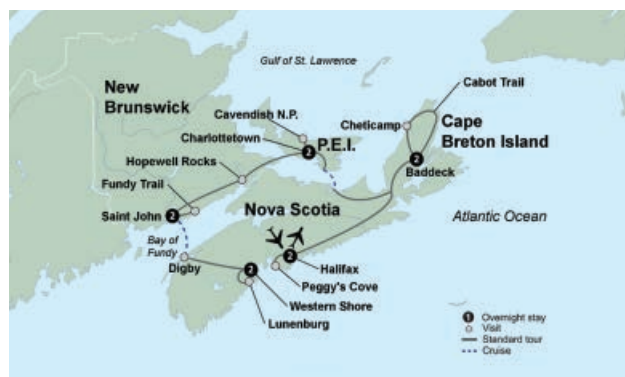 Gulf of St. Lawrence
New
Brunswick
Cabot Trail
Cavendish N.P.
Cheticamp
Cape
Breton Island
Charlottetown
2
P.E.I.
Hopewell Rocks
2
Baddeck
Fundy Trail
Saint John
2
Nova Scotia
Atlantic Ocean
Bay of
Fundy
Digby
2
Halifax
2
Peggy's Cove
Western Shore
Lunenburg
1 Overnight stay
Visit
Standard tour
Cruise